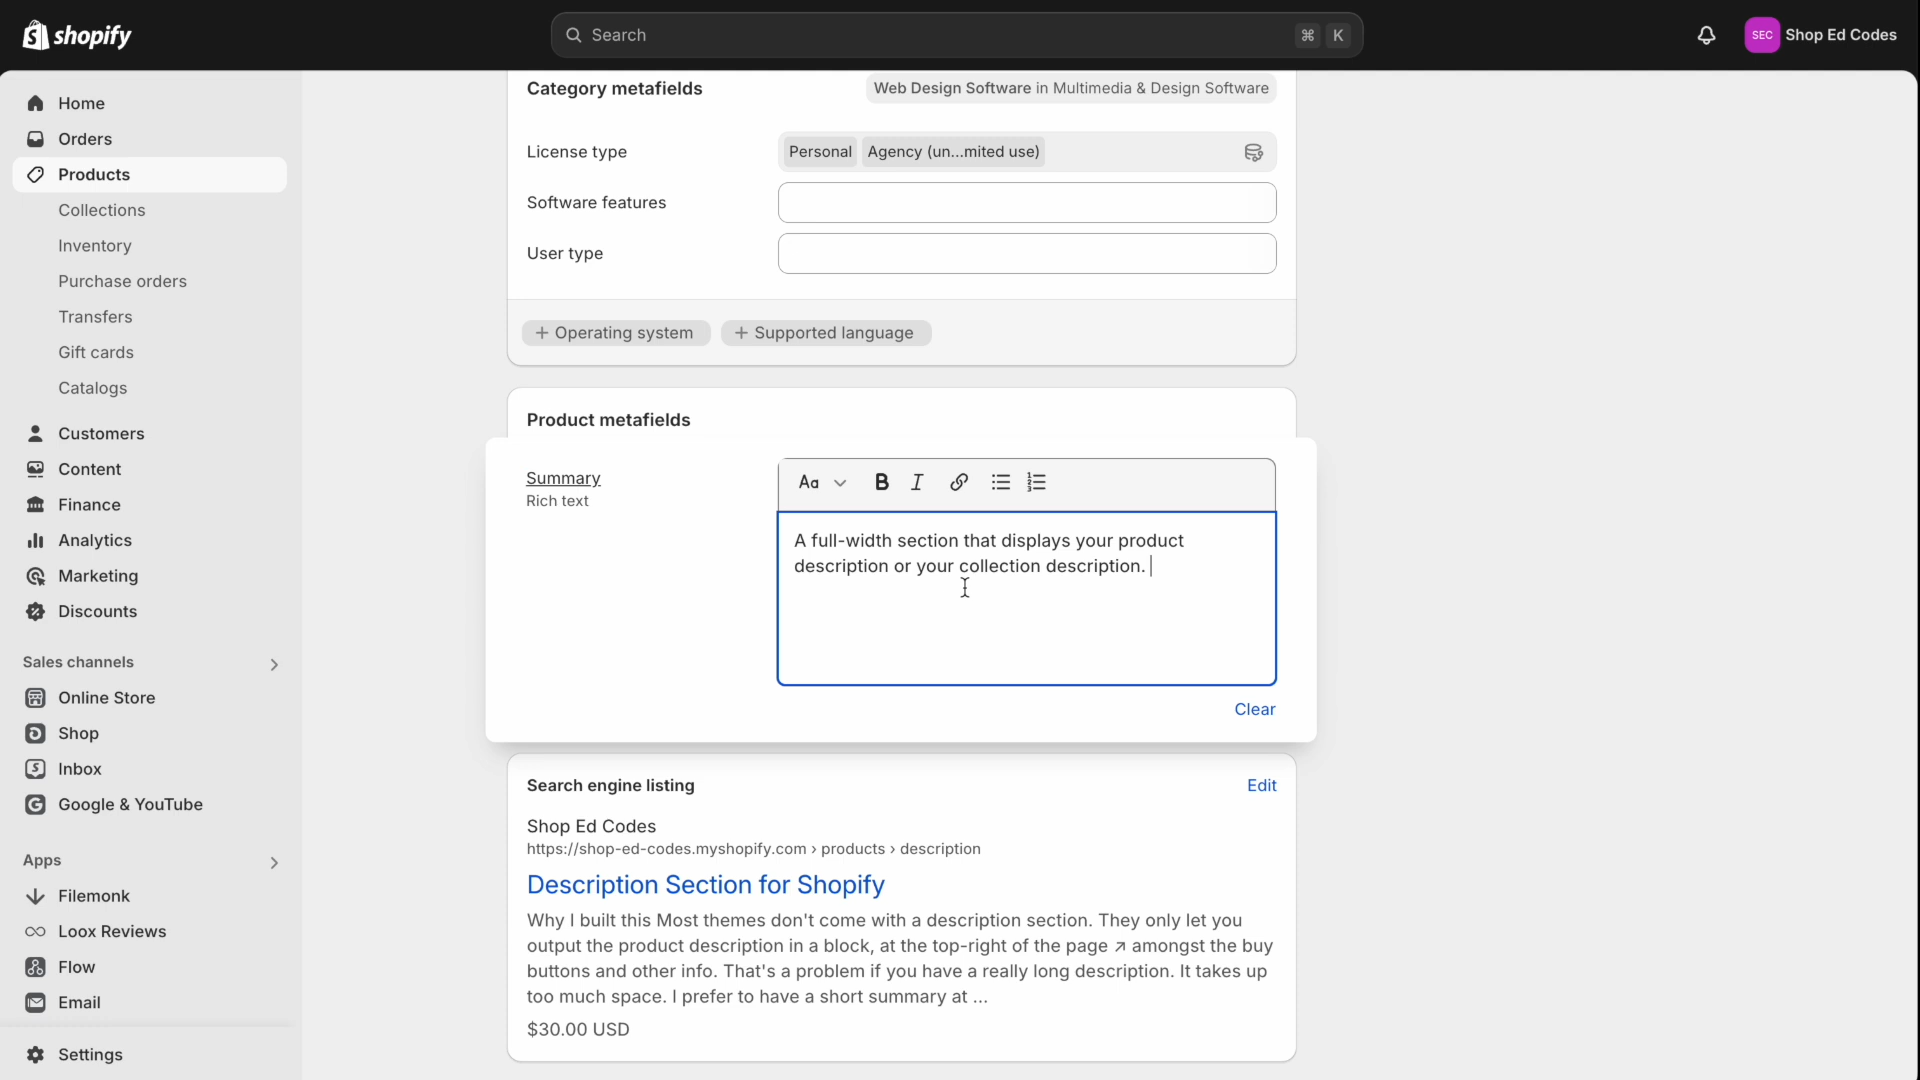 shopify
Search
⌘ K
SEC Shop Ed Codes
Home
Orders
Products
Collections
Inventory
Purchase orders
Transfers
Gift cards
Catalogs
Customers
Content
Finance
Analytics
Marketing
Discounts
Sales channels
Online Store
Shop
Inbox
Google & YouTube
Apps
Filemonk
Loox Reviews
Flow
Email
Settings
Category metafields
Web Design Software in Multimedia & Design Software
License type
Personal Agency (un...mited use)
Software features
User type
+ Operating system + Supported language
Product metafields
Summary
Rich text
Aa B I
A full-width section that displays your product
description or your collection description.
Clear
Search engine listing
Edit
Shop Ed Codes
https://shop-ed-codes.myshopify.com › products › description
Description Section for Shopify
Why I built this Most themes don't come with a description section. They only let you
output the product description in a block, at the top-right of the page ↗ amongst the buy
buttons and other info. That's a problem if you have a really long description. It takes up
too much space. I prefer to have a short summary at ...
$30.00 USD